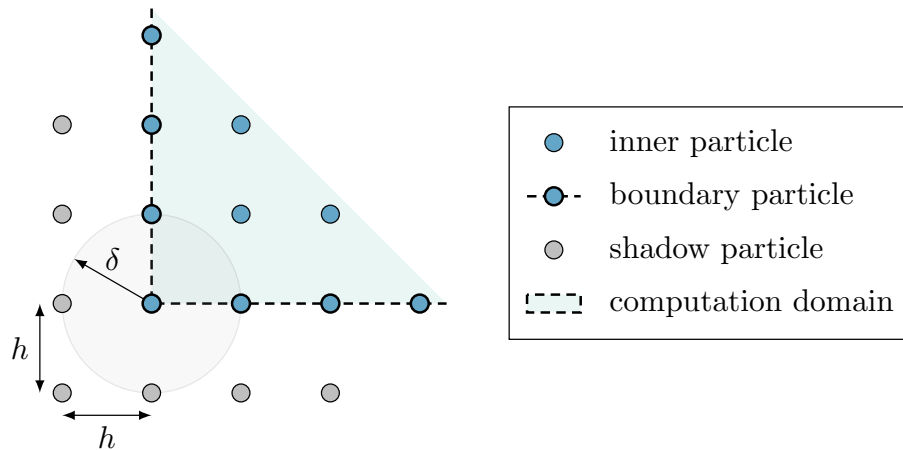 δ
h
h
inner particle
boundary particle
shadow particle
computation domain